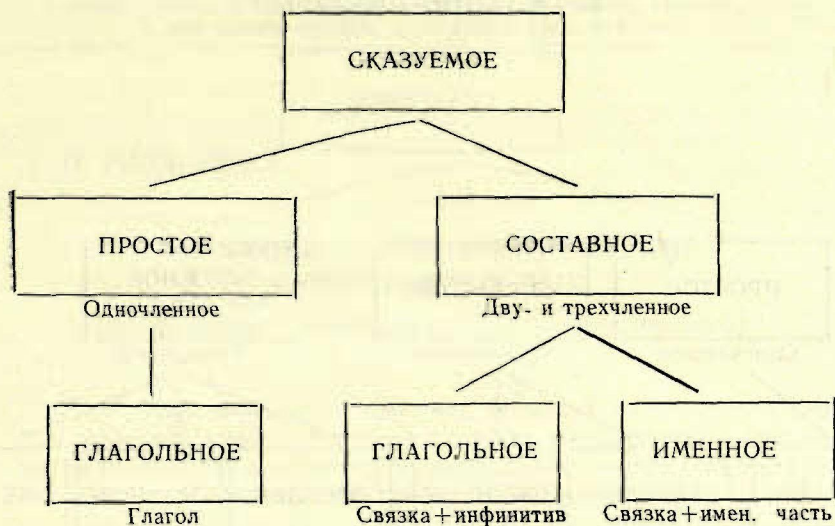 СКАЗУЕМОЕ
ПРОСТОЕ СОСТАВНОЕ
Одночленное Дву- и трехчленное
ГЛАГОЛЬНОЕ ГЛАГОЛЬНОЕ ИМЕННОЕ
Глагол Связка+инфинитив Связка+имен. часть